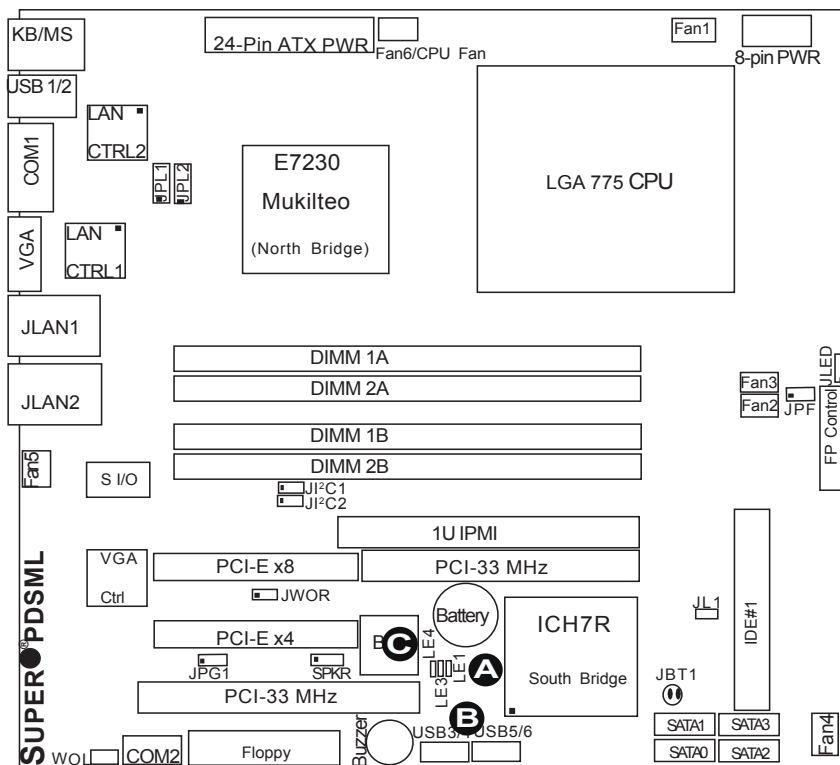 KB/MS
24-Pin ATX PWR
Fan6/CPU Fan
Fan1
8-pin PWR
USB 1/2
LAN
CTRL2
COM1
JPL1
JPL2
E7230
Mukilteo
(North Bridge)
LGA 775 CPU
VGA
LAN
CTRL1
JLAN1
JLAN2
DIMM 1A
DIMM 2A
DIMM 1B
DIMM 2B
Fan3
Fan2
JPF
JLED
FP Control
Fan5
S I/O
JI²C1
JI²C2
1U IPMI
VGA
Ctrl
PCI-E x8
PCI-33 MHz
JWOR
Battery
ICH7R
South Bridge
JL1
IDE#1
PCI-E x4
B
C
LE4
LE3
LE1
A
B
JPG1
SPKR
PCI-33 MHz
JBT1
SUPER® PDSML
WOL
COM2
Floppy
Buzzer
USB3/
USB5/6
SATA1
SATA3
SATA0
SATA2
Fan4